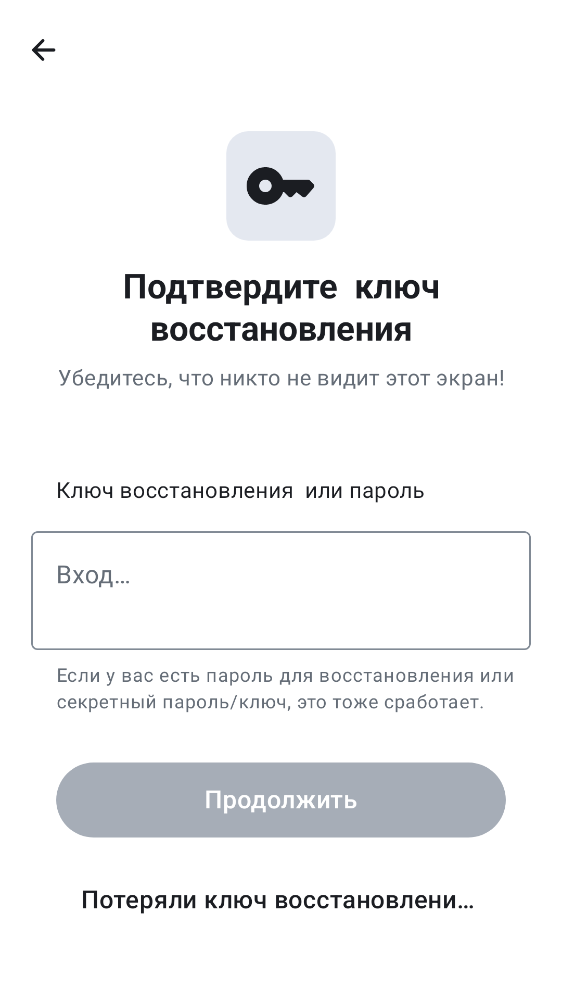 Подтвердите ключ
восстановления
Убедитесь, что никто не видит этот экран!
Ключ восстановления или пароль
Вход…
Если у вас есть пароль для восстановления или
секретный пароль/ключ, это тоже сработает.
Продолжить
Потеряли ключ восстановлени…